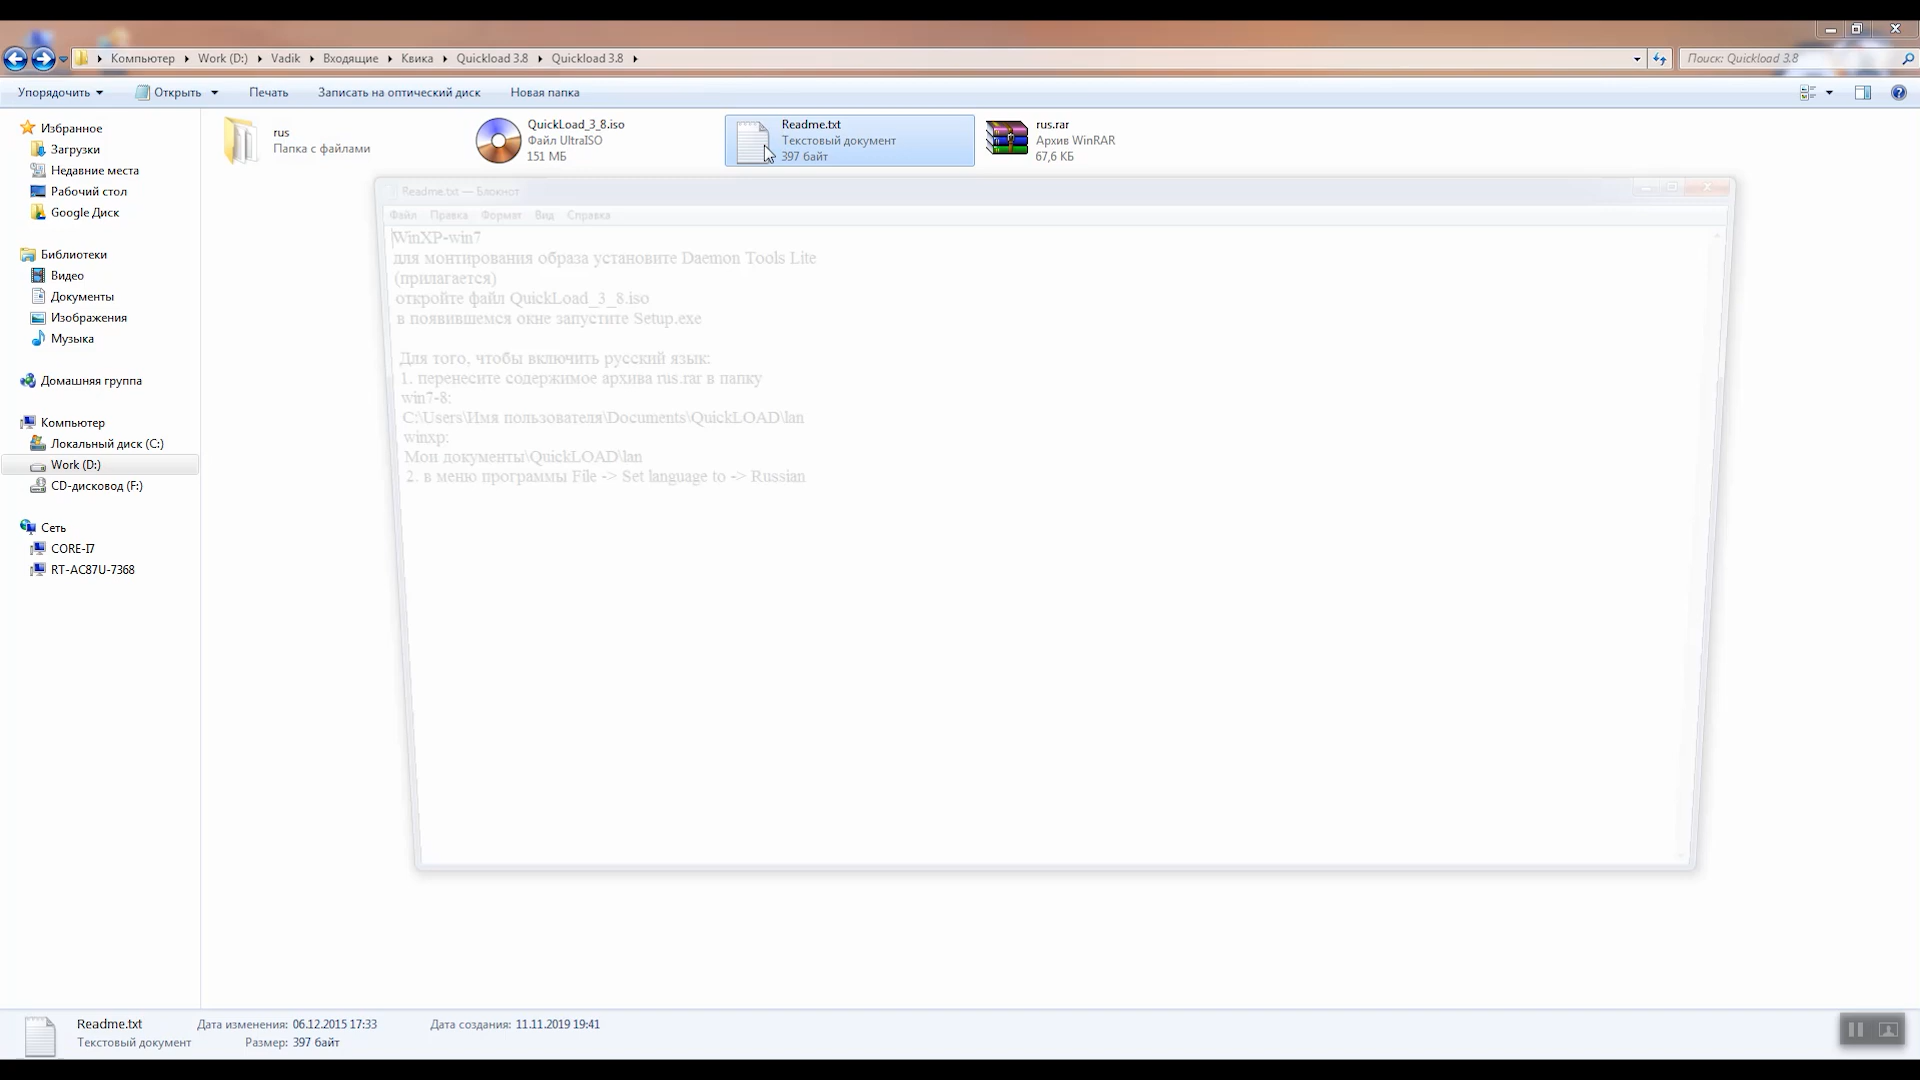 Компьютер Work (D:) Vadik Входящие Квика Quickload 3.8 Quickload 3.8
Поиск: Quickload 3.8
Упорядочить Открыть Печать Записать на оптический диск Новая папка
Избранное
Загрузки
Недавние места
Рабочий стол
Google Диск
Библиотеки
Видео
Документы
Изображения
Музыка
Домашняя группа
Компьютер
Локальный диск (C:)
Work (D:)
CD-дисковод (F:)
Сеть
CORE-I7
RT-AC87U-7368
rus
Папка с файлами
QuickLoad_3_8.iso
Файл UltraISO
151 МБ
Readme.txt
Текстовый документ
397 байт
rus.rar
Архив WinRAR
67,6 КБ
Readme.txt — Блокнот
Файл Правка Формат Вид Справка
WinXP-win7
для монтирования образа установите Daemon Tools Lite
(прилагается)
откройте файл QuickLoad_3_8.iso
в появившемся окне запустите Setup.exe
Для того, чтобы включить русский язык:
1. перенесите содержимое архива rus.rar в папку
win7-8:
C:\Users\Имя пользователя\Documents\QuickLOAD\lan
winxp:
Мои документы\QuickLOAD\lan
2. в меню программы File -> Set language to -> Russian
Readme.txt Дата изменения: 06.12.2015 17:33 Дата создания: 11.11.2019 19:41
Текстовый документ Размер: 397 байт